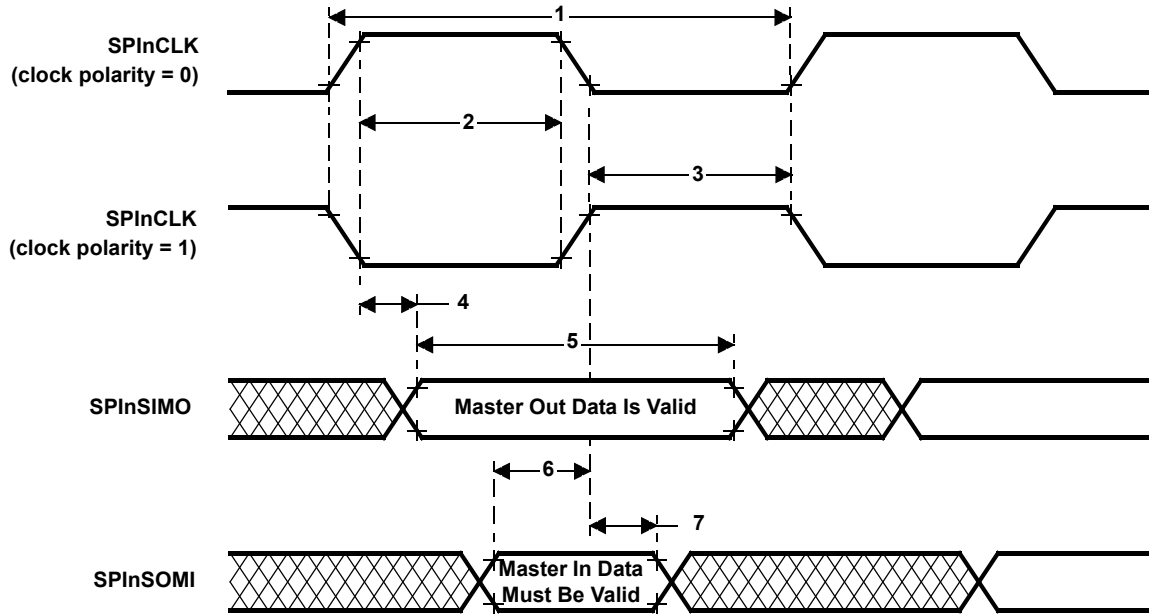 1
SPInCLK
(clock polarity = 0)
2
3
SPInCLK
(clock polarity = 1)
4
5
SPInSIMO
Master Out Data Is Valid
6
7
SPInSOMI
Master In Data
Must Be Valid